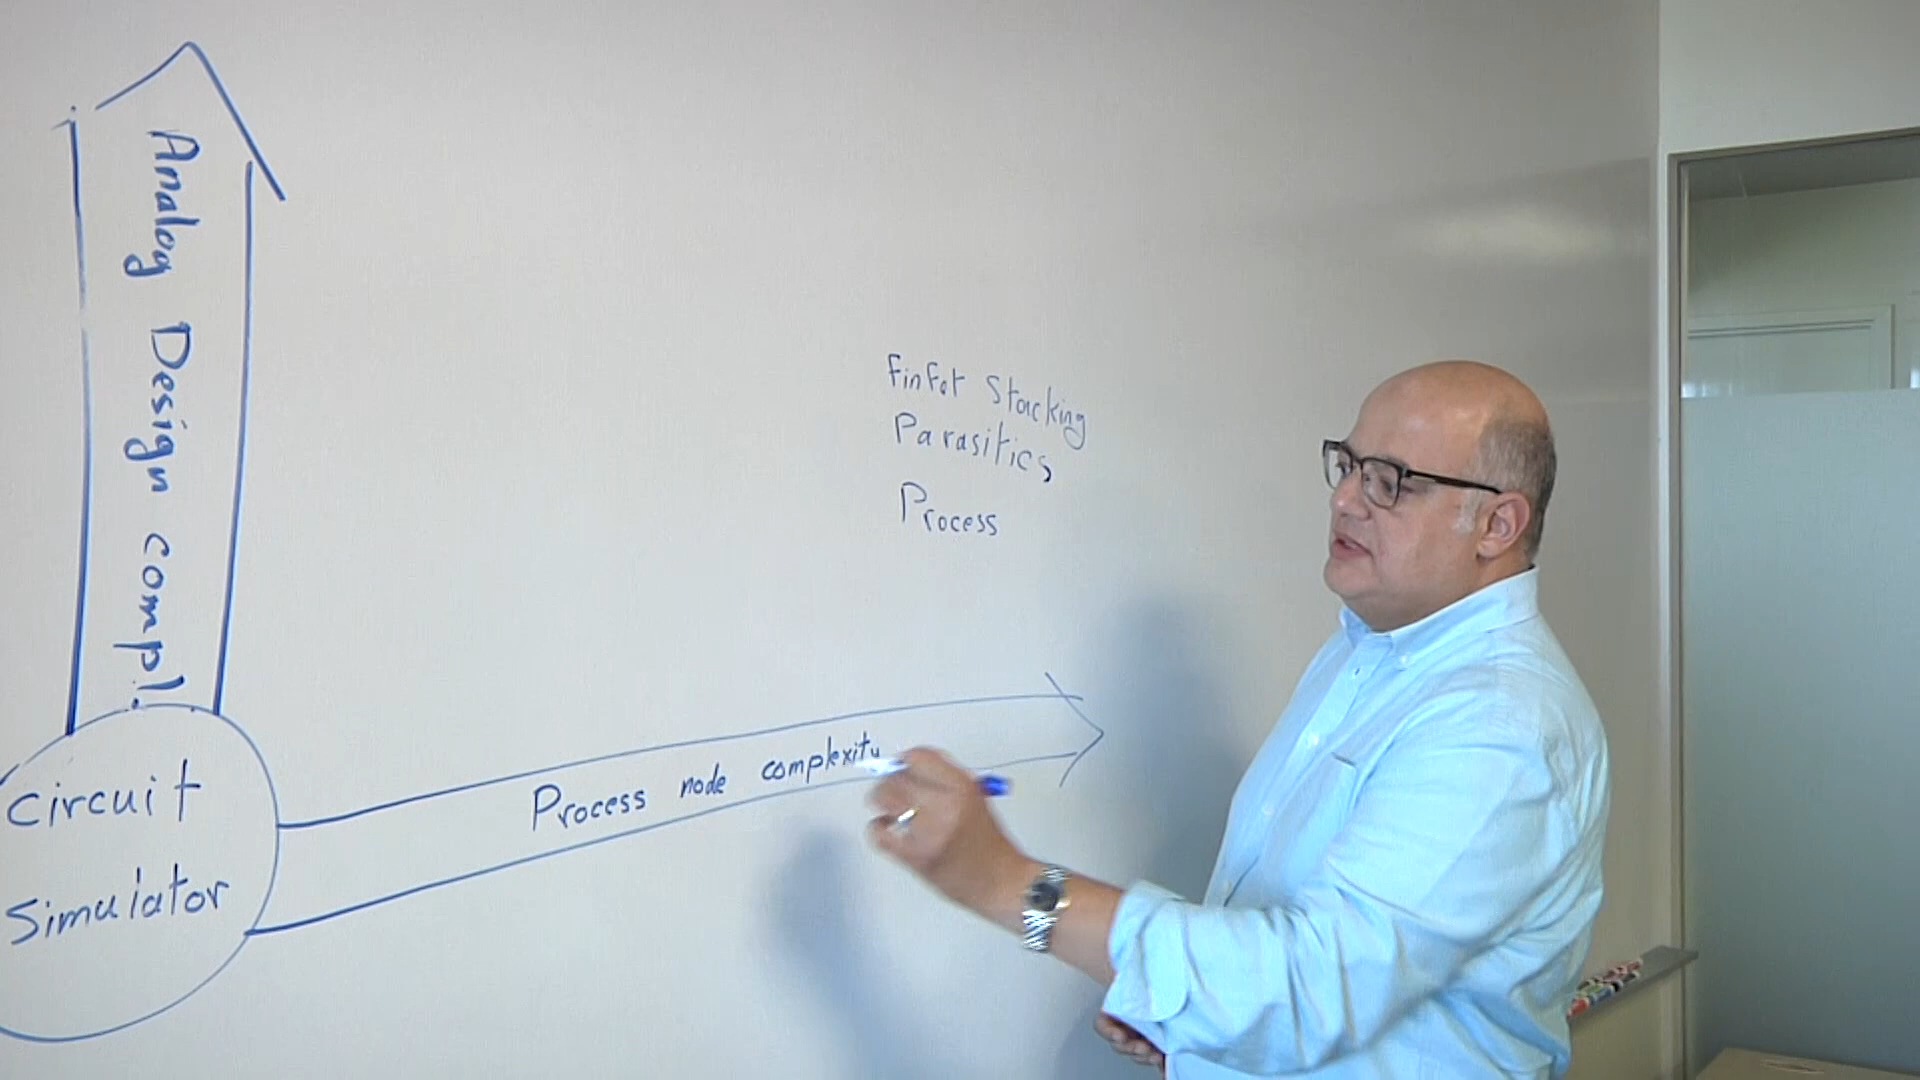 Analog Design compl.
FinFet Stacking
Parasitics
Process
Process node complexity
Circuit
Simulator